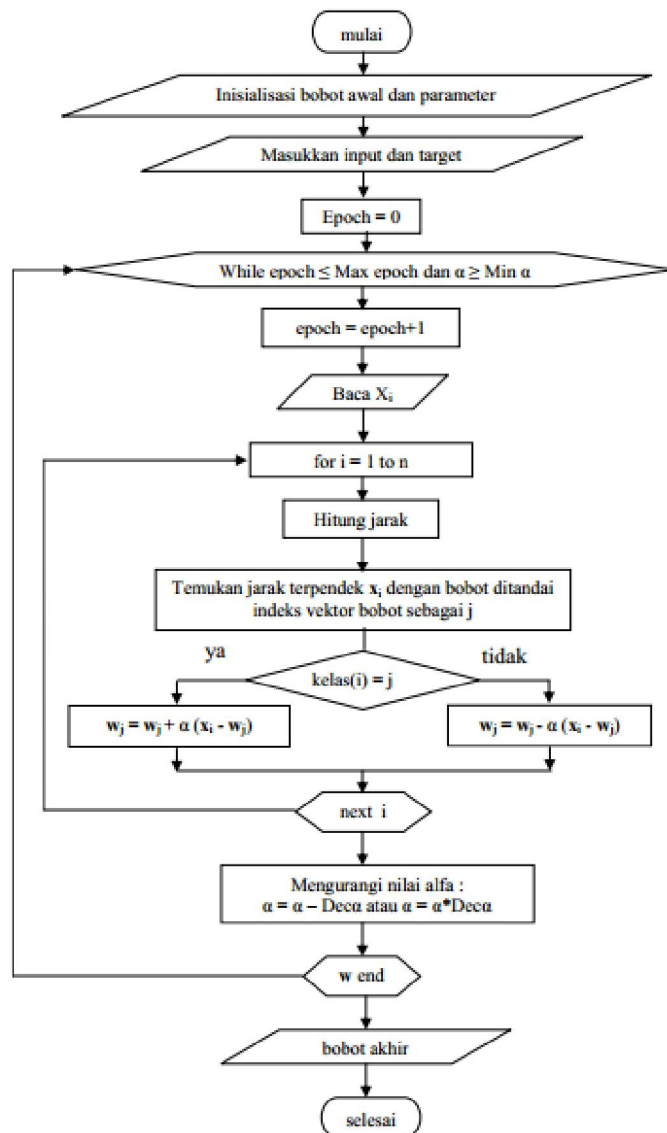 mulai
Inisialisasi bobot awal dan parameter
Masukkan input dan target
Epoch = 0
While epoch ≤ Max epoch dan α ≥ Min α
epoch = epoch+1
Baca Xᵢ
for i = 1 to n
Hitung jarak
Temukan jarak terpendek xᵢ dengan bobot ditandai
indeks vektor bobot sebagai j
ya
tidak
kelas(i) = j
wⱼ = wⱼ + α (xᵢ - wⱼ)
wⱼ = wⱼ - α (xᵢ - wⱼ)
next i
Mengurangi nilai alfa :
α = α – Decα atau α = α*Decα
w end
bobot akhir
selesai